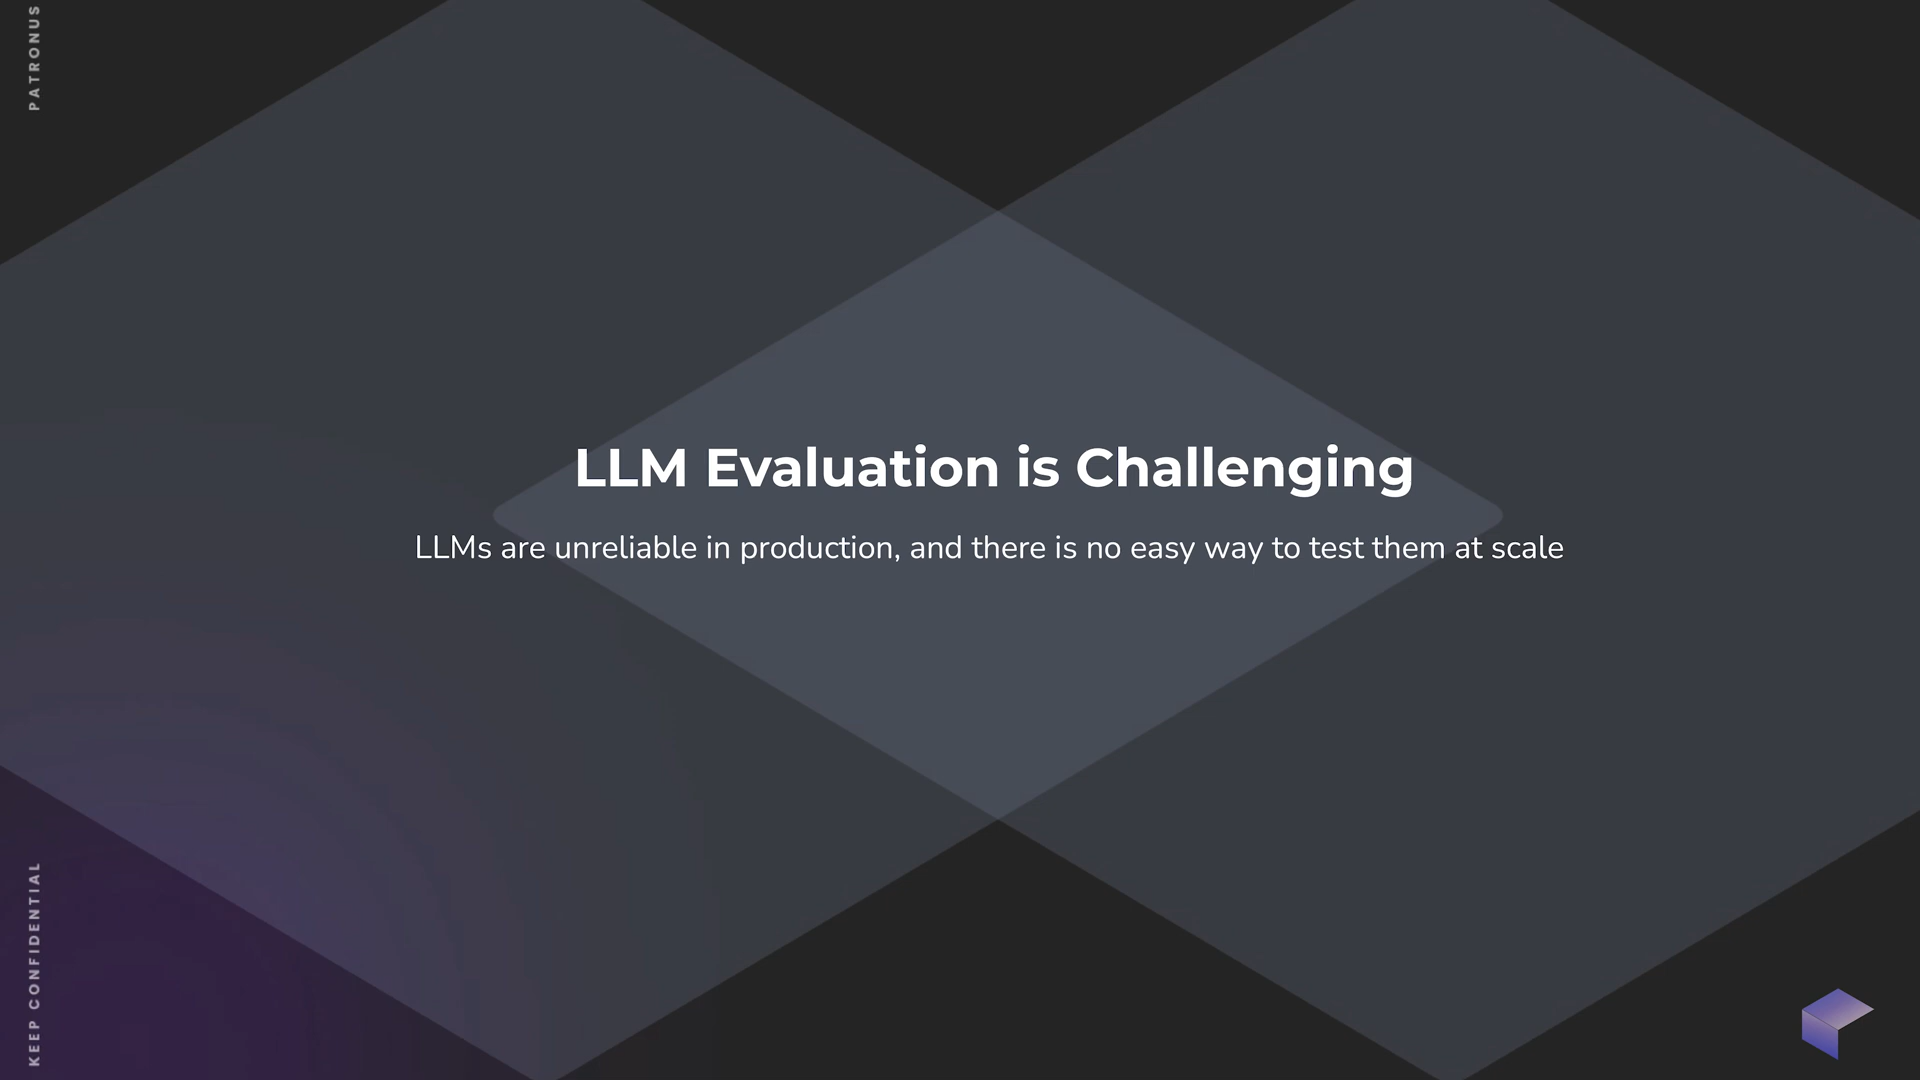 PATRONUS
LLM Evaluation is Challenging
LLMs are unreliable in production, and there is no easy way to test them at scale
KEEP CONFIDENTIAL